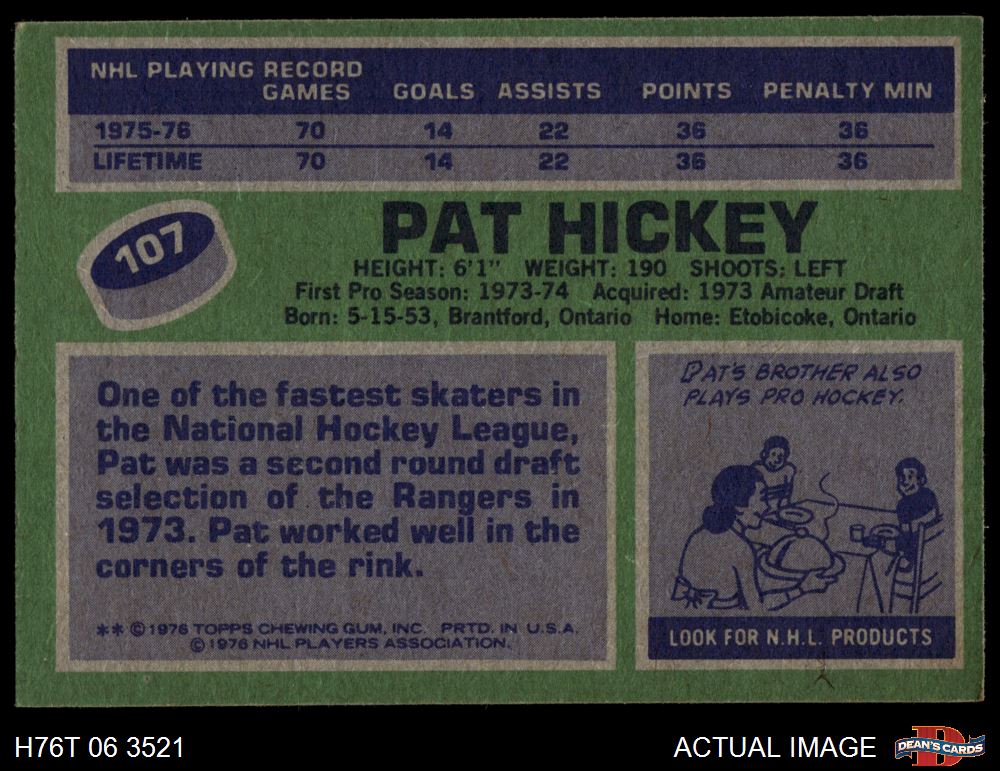 NHL PLAYING RECORD
GAMES GOALS ASSISTS POINTS PENALTY MIN
1975-76 70 14 22 36 36
LIFETIME 70 14 22 36 36
107
PAT HICKEY
HEIGHT: 6'1" WEIGHT: 190 SHOOTS: LEFT
First Pro Season: 1973-74 Acquired: 1973 Amateur Draft
Born: 5-15-53, Brantford, Ontario Home: Etobicoke, Ontario
One of the fastest skaters in
the National Hockey League,
Pat was a second round draft
selection of the Rangers in
1973. Pat worked well in the
corners of the rink.
** ©1976 TOPPS CHEWING GUM, INC. PRTD. IN U.S.A.
©1976 NHL PLAYERS ASSOCIATION.
PAT'S BROTHER ALSO
PLAYS PRO HOCKEY.
LOOK FOR N.H.L. PRODUCTS
H76T 06 3521
ACTUAL IMAGE
DEAN'S CARDS